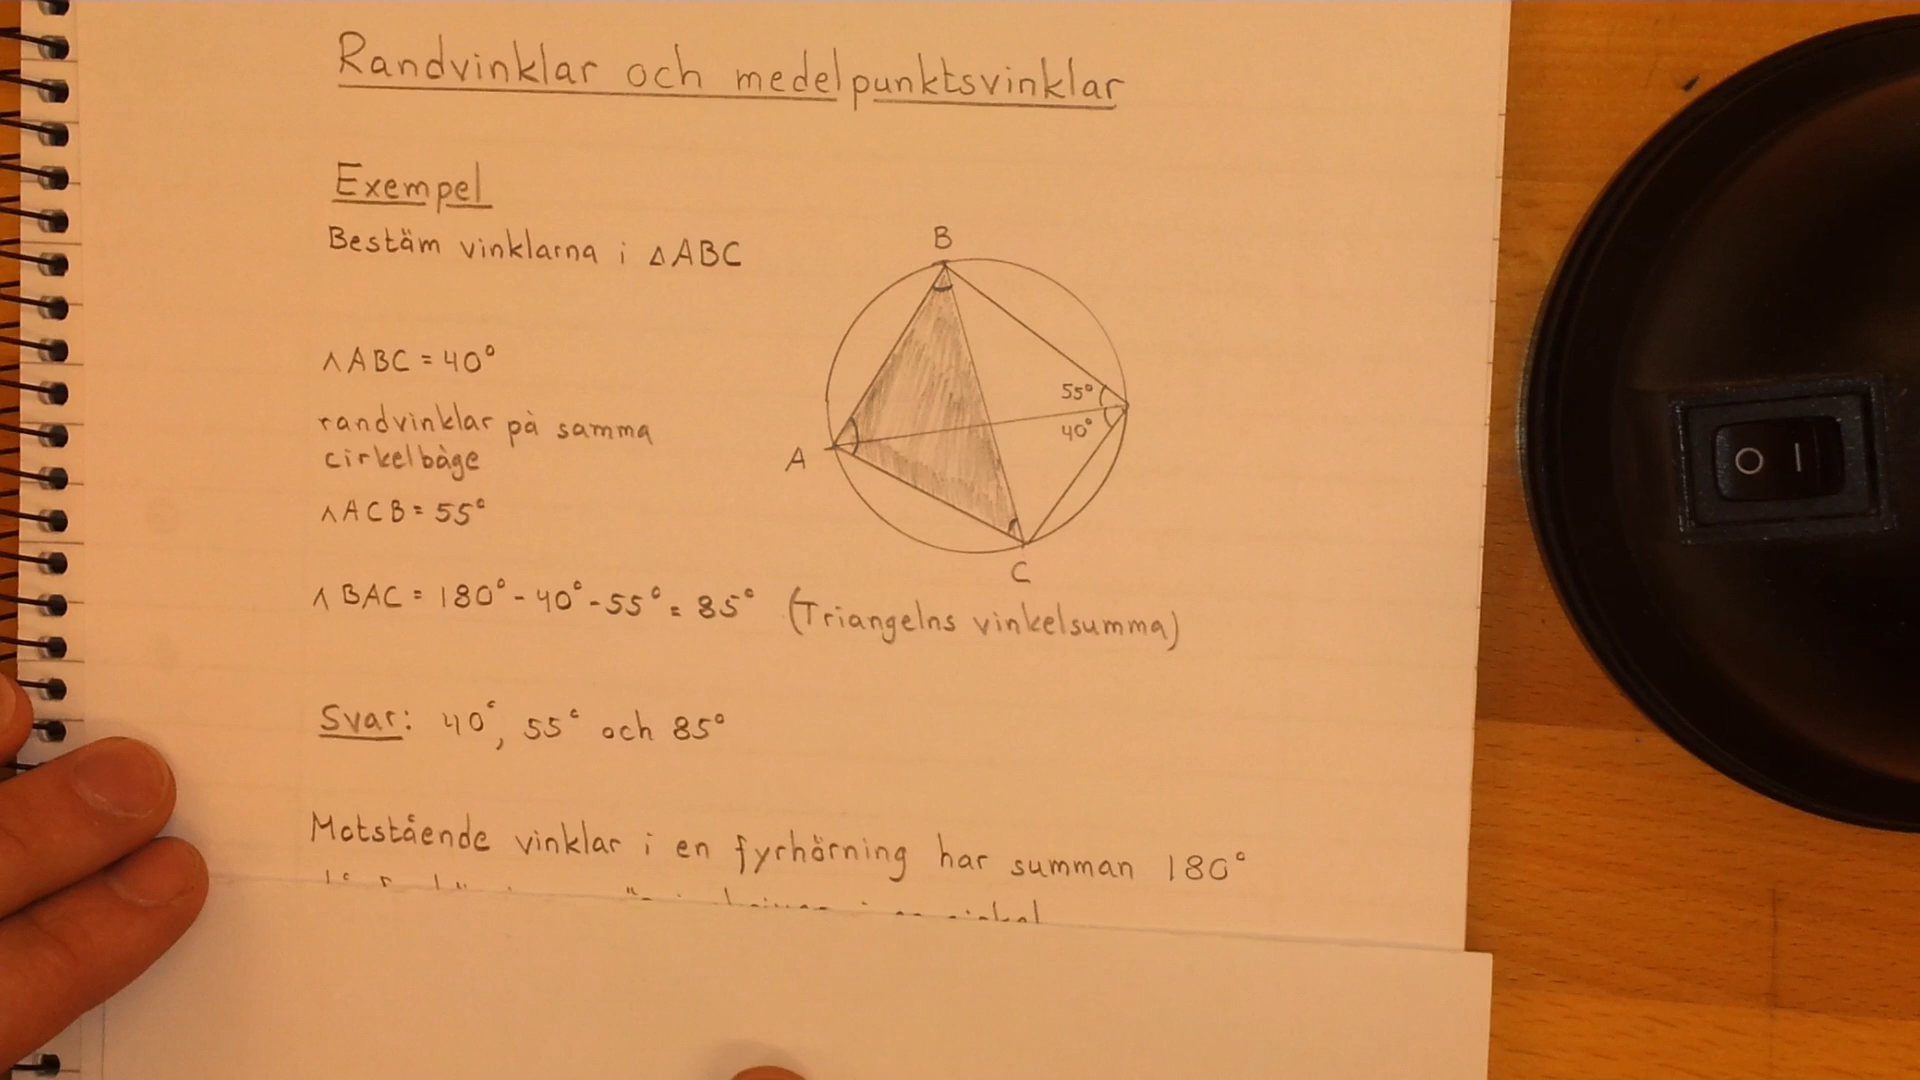 Randvinklar och medelpunktsvinklar
Exempel
Bestäm vinklarna i △ABC
B
∧ABC = 40°
55°
randvinklar på samma
40°
cirkelbåge
A
∧ACB = 55°
C
∧BAC = 180° - 40° - 55° = 85° (Triangelns vinkelsumma)
Svar: 40°, 55° och 85°
Motstående vinklar i en fyrhörning har summan 180°
O I